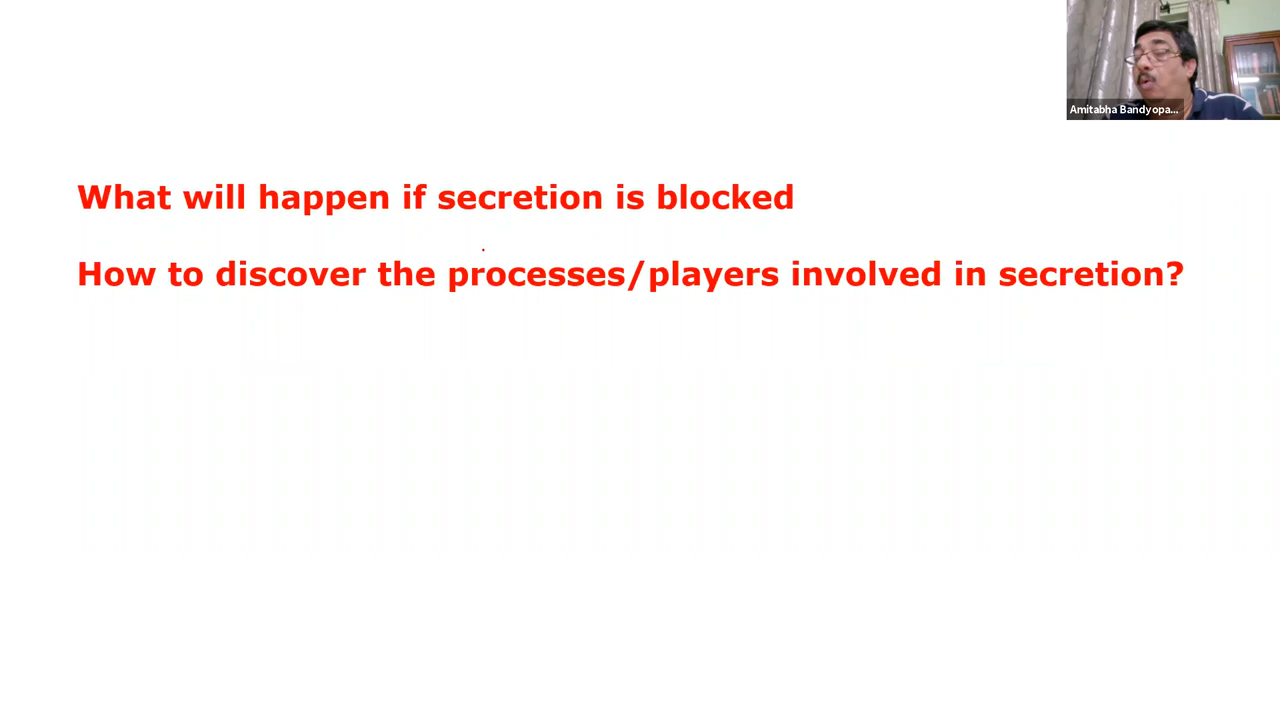 Amitabha Bandyopa...
What will happen if secretion is blocked
How to discover the processes/players involved in secretion?